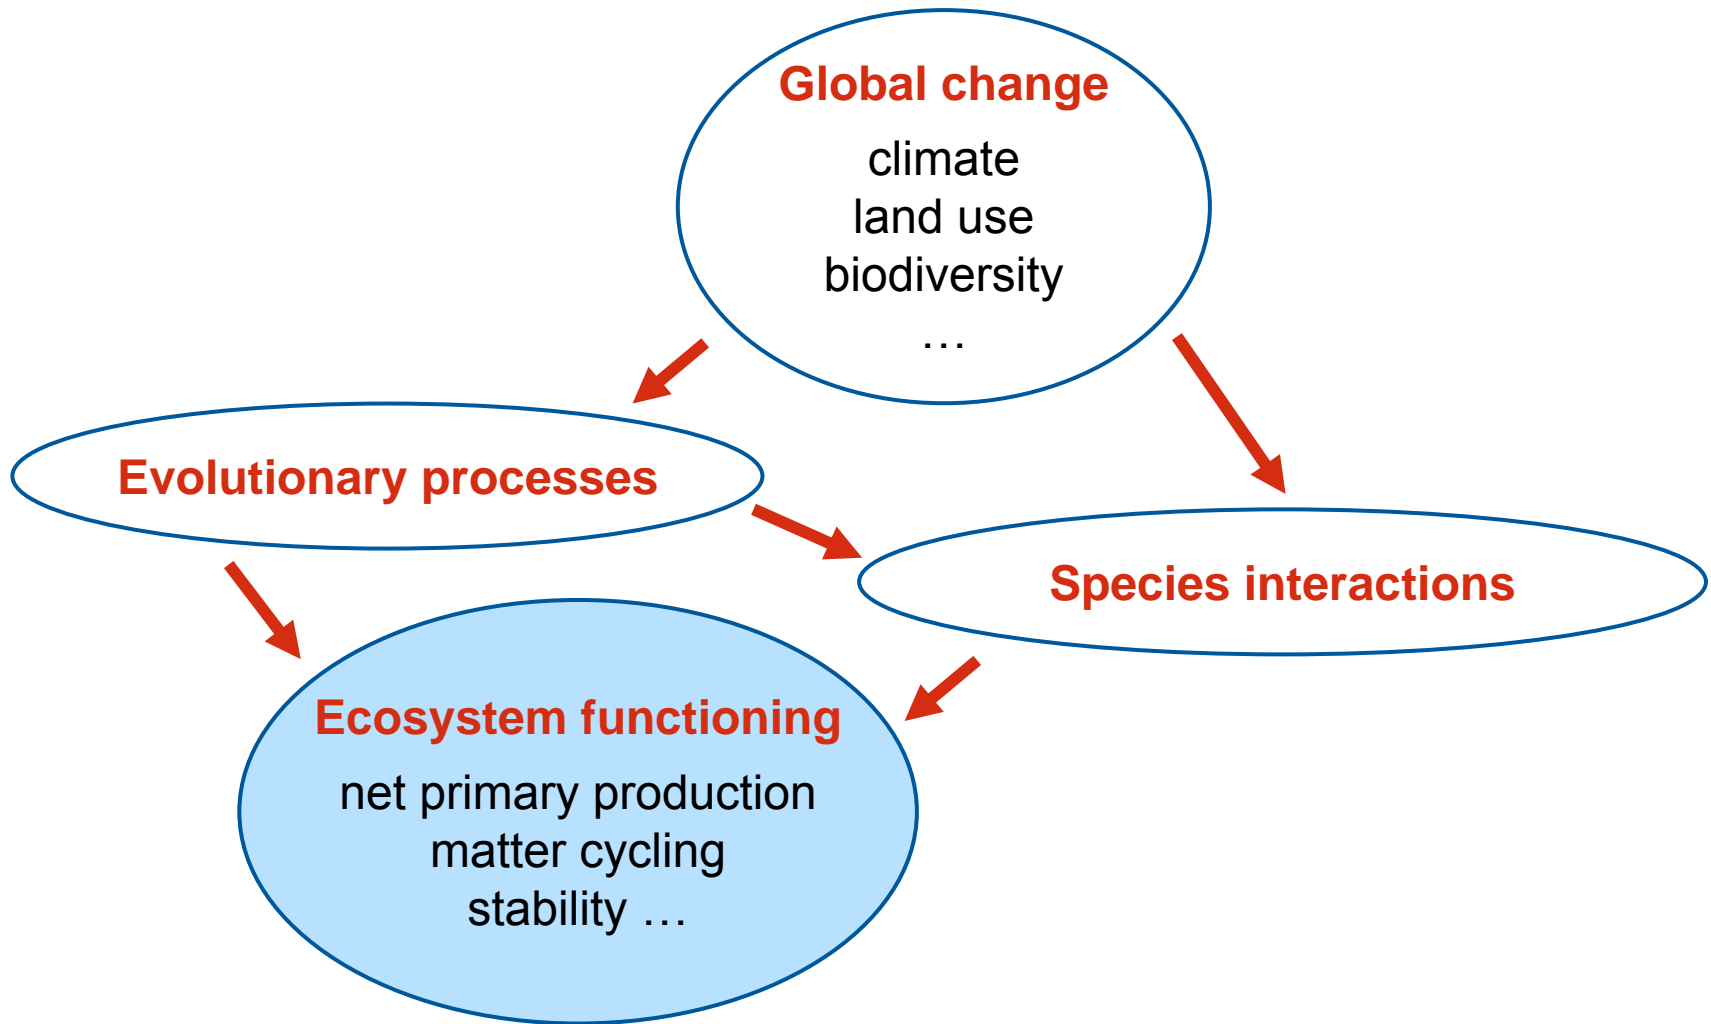 Global change
climate
land use
biodiversity
…
Evolutionary processes
Species interactions
Ecosystem functioning
net primary production
matter cycling
stability …